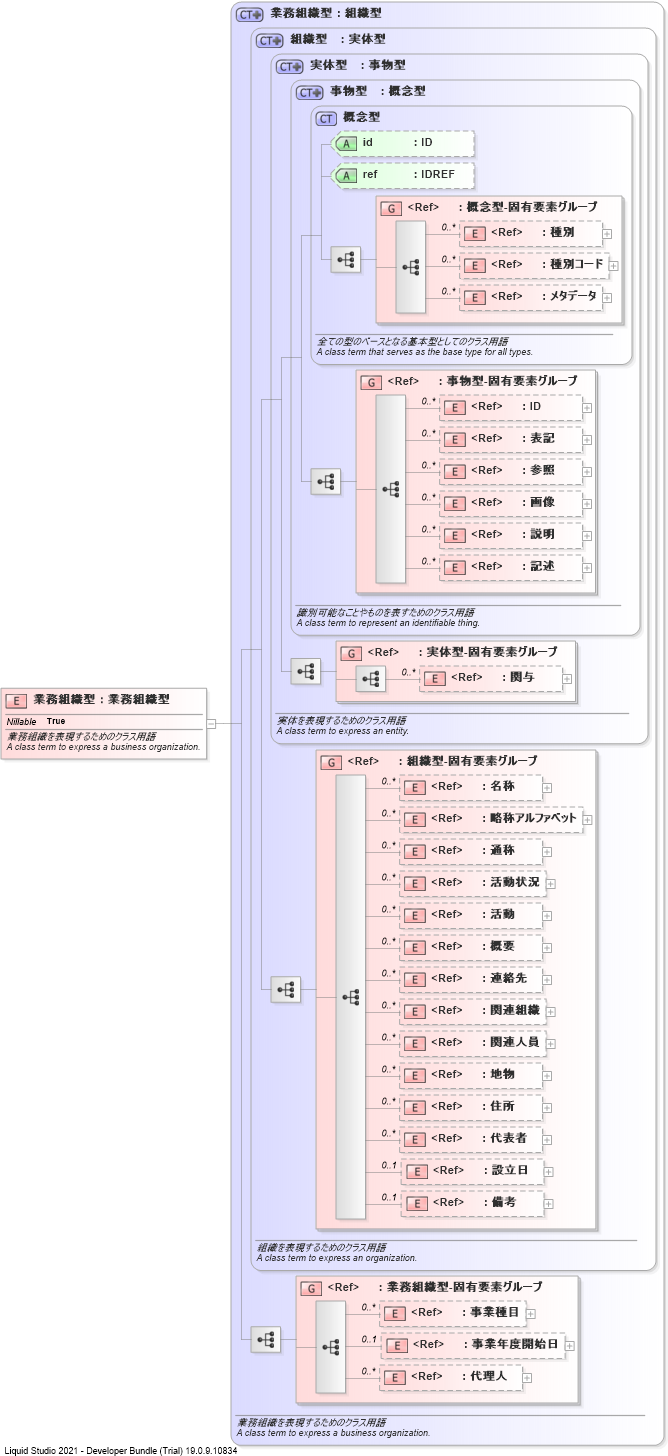 CT 業務組織型 : 組織型
CT 組織型 : 実体型
CT 実体型 : 事物型
CT 事物型 : 概念型
CT 概念型
A id : ID
A ref : IDREF
G <Ref> : 概念型-固有要素グループ
0..* E <Ref> : 種別
0..* E <Ref> : 種別コード
0..* E <Ref> : メタデータ
全ての型のベースとなる基本型としてのクラス用語
A class term that serves as the base type for all types.
G <Ref> : 事物型-固有要素グループ
0..* E <Ref> : ID
0..* E <Ref> : 表記
0..* E <Ref> : 参照
0..* E <Ref> : 画像
0..* E <Ref> : 説明
0..* E <Ref> : 記述
識別可能なことやものを表すためのクラス用語
A class term to represent an identifiable thing.
G <Ref> : 実体型-固有要素グループ
0..* E <Ref> : 関与
実体を表現するためのクラス用語
A class term to express an entity.
E 業務組織型 : 業務組織型
Nillable True
業務組織を表現するためのクラス用語
A class term to express a business organization.
G <Ref> : 組織型-固有要素グループ
0..* E <Ref> : 名称
0..* E <Ref> : 略称アルファベット
0..* E <Ref> : 通称
0..* E <Ref> : 活動状況
0..* E <Ref> : 活動
0..* E <Ref> : 概要
0..* E <Ref> : 連絡先
0..* E <Ref> : 関連組織
0..* E <Ref> : 関連人員
0..* E <Ref> : 地物
0..* E <Ref> : 住所
0..* E <Ref> : 代表者
0..1 E <Ref> : 設立日
0..1 E <Ref> : 備考
組織を表現するためのクラス用語
A class term to express an organization.
G <Ref> : 業務組織型-固有要素グループ
0..* E <Ref> : 事業種目
0..1 E <Ref> : 事業年度開始日
0..* E <Ref> : 代理人
業務組織を表現するためのクラス用語
A class term to express a business organization.
Liquid Studio 2021 - Developer Bundle (Trial) 19.0.9.10834